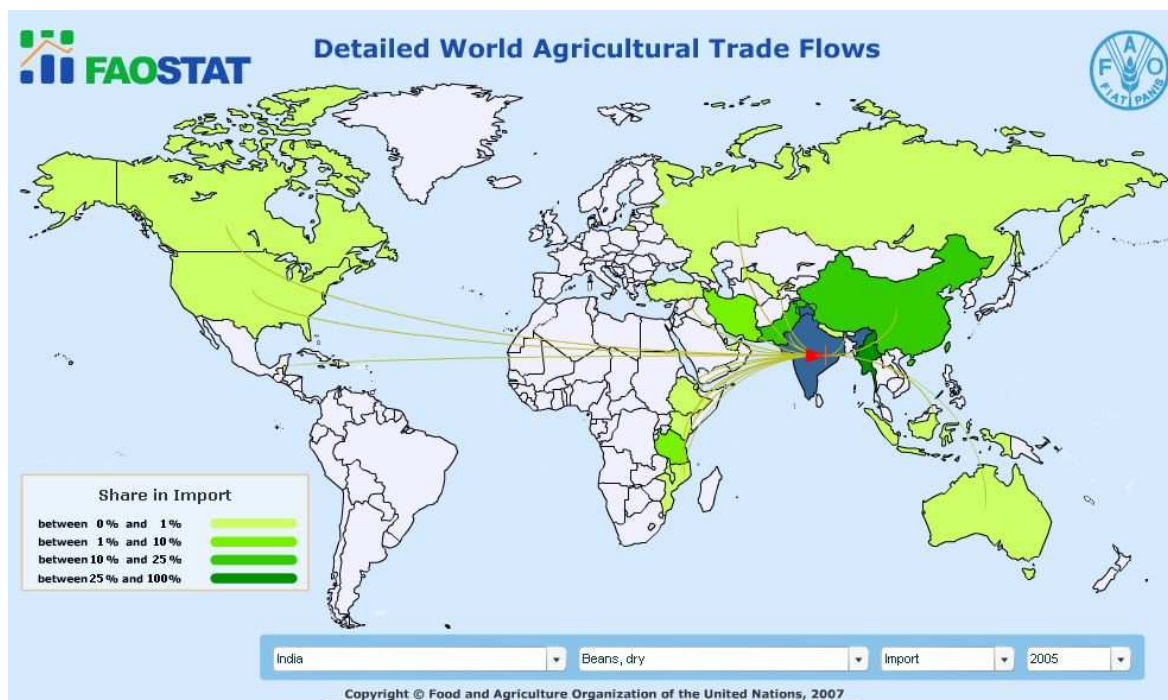 Detailed World Agricultural Trade Flows
FAOSTAT
F A O
FIAT PANIS
Share in Import
between 0% and 1%
between 1% and 10%
between 10% and 25%
between 25% and 100%
India
Beans, dry
Import
2005
Copyright © Food and Agriculture Organization of the United Nations, 2007